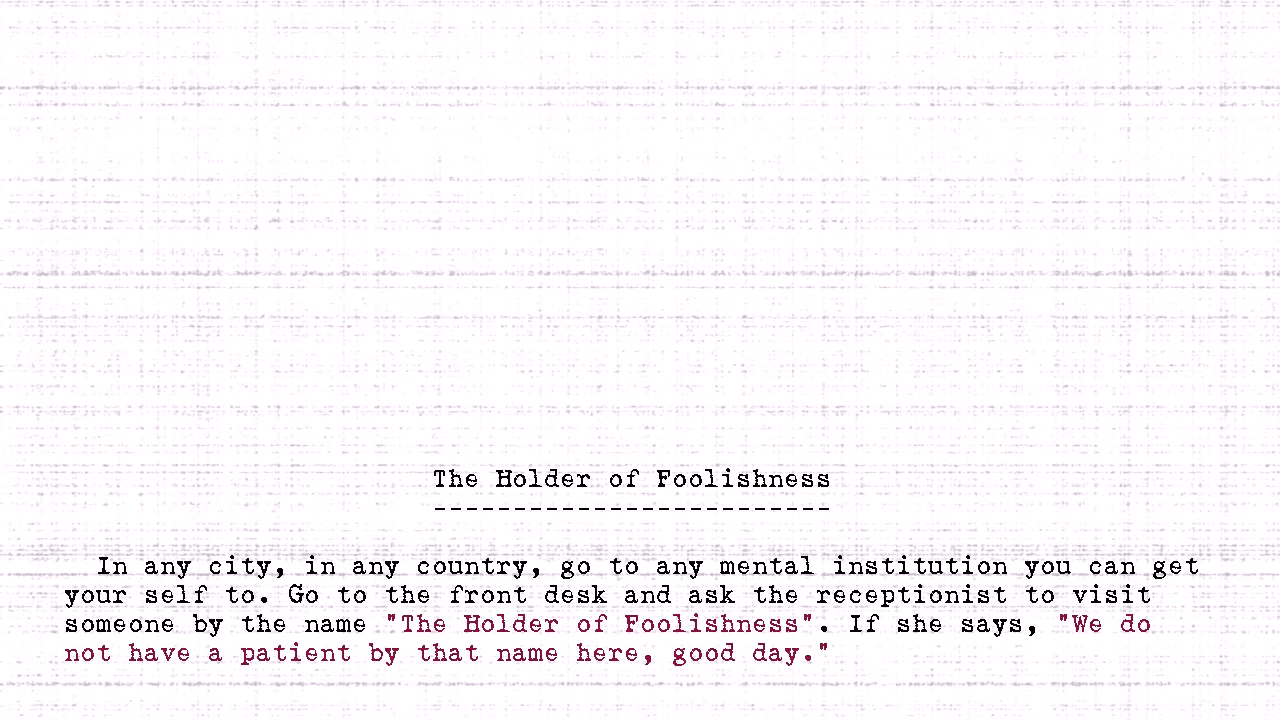 The Holder of Foolishness
-------------------------
In any city, in any country, go to any mental institution you can get
your self to. Go to the front desk and ask the receptionist to visit
someone by the name "The Holder of Foolishness". If she says, "We do
not have a patient by that name here, good day."